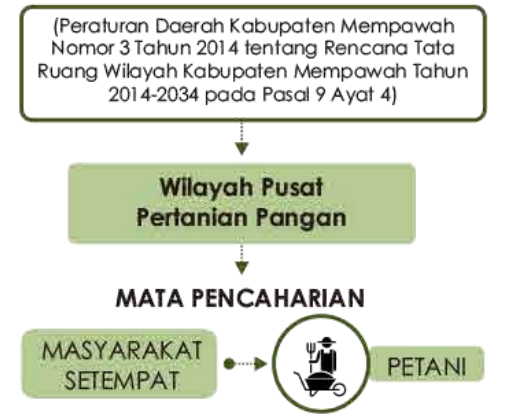 (Peraturan Daerah Kabupaten Mempawah
Nomor 3 Tahun 2014 tentang Rencana Tata
Ruang Wilayah Kabupaten Mempawah Tahun
2014-2034 pada Pasal 9 Ayat 4)
Wilayah Pusat
Pertanian Pangan
MATA PENCAHARIAN
MASYARAKAT
SETEMPAT
PETANI